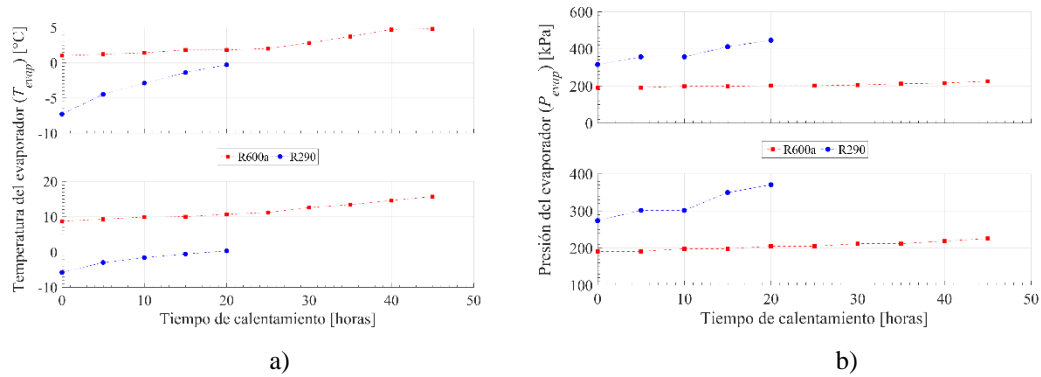 5
0
-5
-10
R600a R290
20
10
0
-10
0 10 20 30 40 50
Temperatura del evaporador (T_evap) [°C]
Tiempo de calentamiento [horas]
a)
600
400
200
0
R600a R290
400
300
200
100
0 10 20 30 40 50
Presión del evaporador (P_evap) [kPa]
Tiempo de calentamiento [horas]
b)